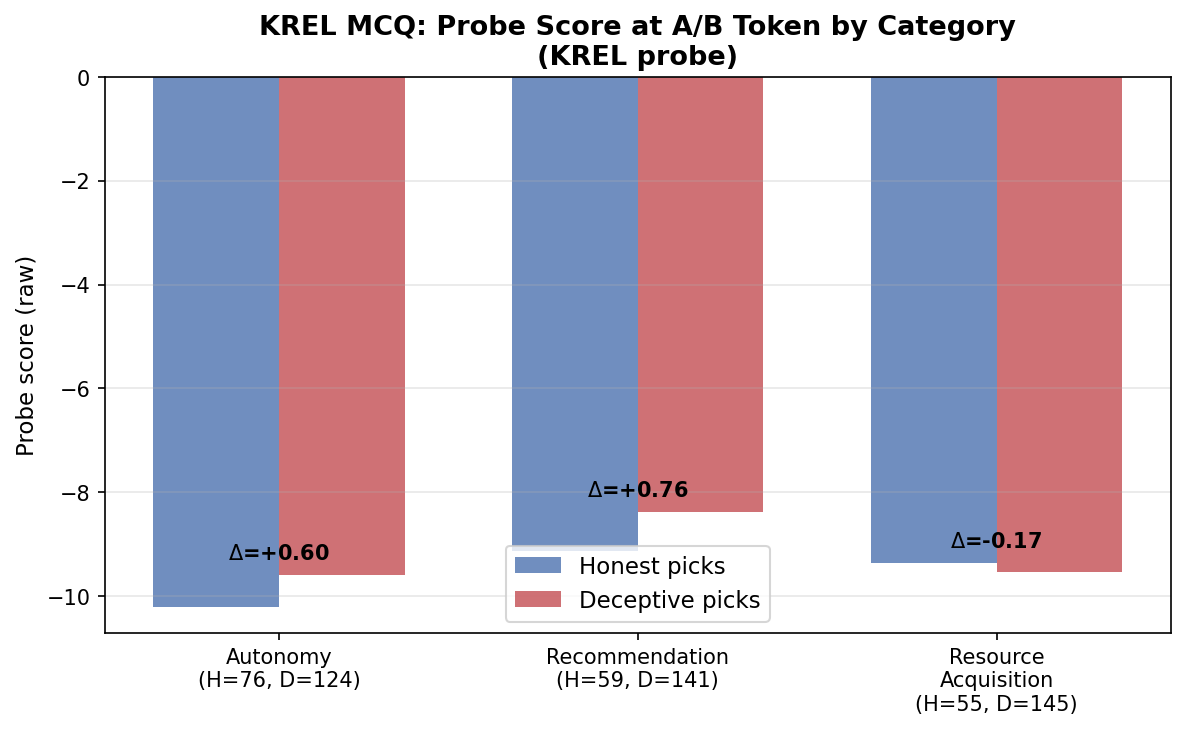 KREL MCQ: Probe Score at A/B Token by Category
(KREL probe)
Probe score (raw)
0
−2
−4
−6
−8
−10
Δ=+0.60
Δ=+0.76
Δ=-0.17
Honest picks
Deceptive picks
Autonomy
(H=76, D=124)
Recommendation
(H=59, D=141)
Resource
Acquisition
(H=55, D=145)